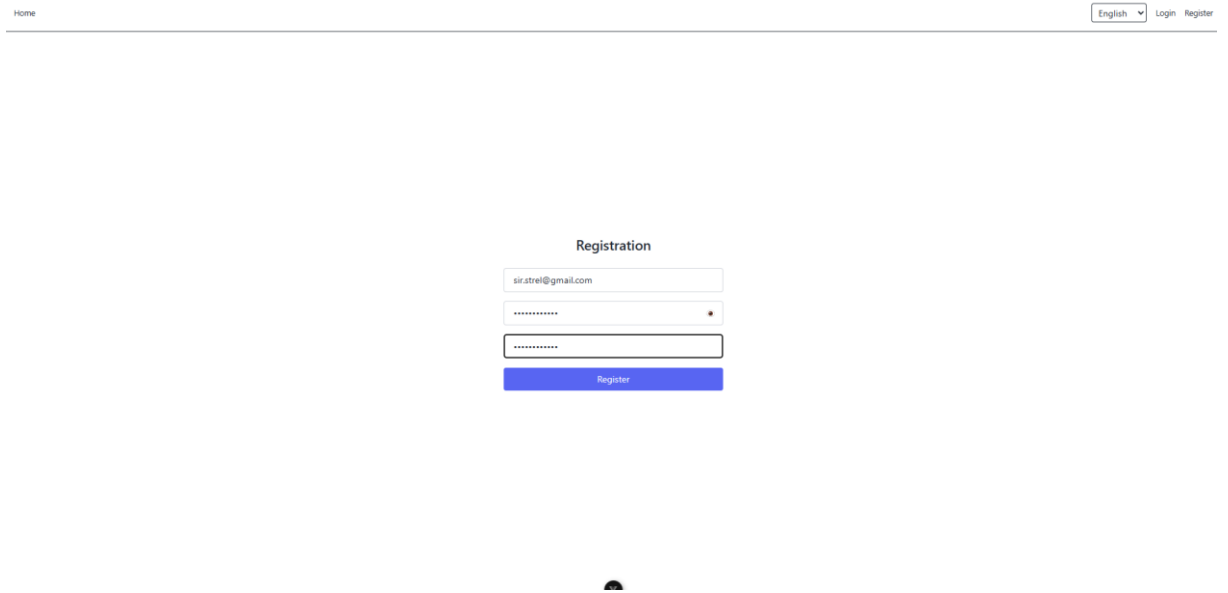 Home
English
Login
Register
Registration
sir.strel@gmail.com
••••••••••••
••••••••••••
Register